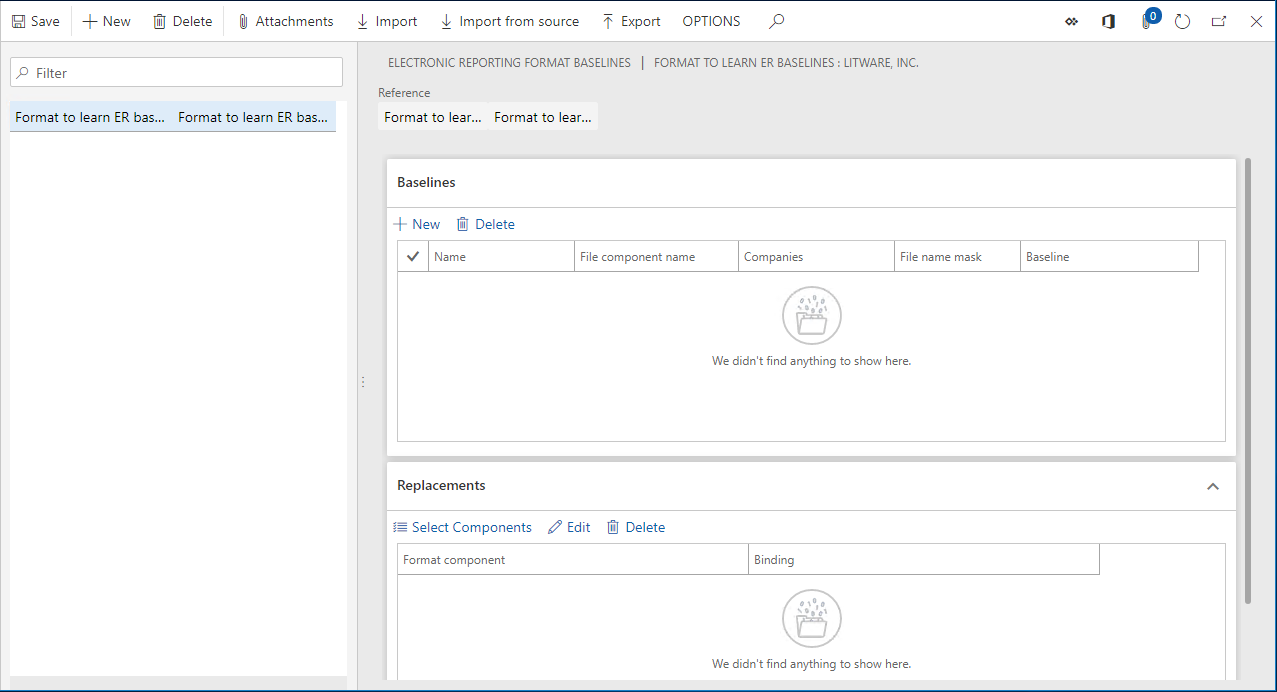 Save New Delete Attachments Import Import from source Export OPTIONS 0
Filter
Format to learn ER bas... Format to learn ER bas...
ELECTRONIC REPORTING FORMAT BASELINES | FORMAT TO LEARN ER BASELINES : LITWARE, INC.
Reference
Format to lear... Format to lear...
Baselines
New Delete
Name File component name Companies File name mask Baseline
We didn't find anything to show here.
Replacements
Select Components Edit Delete
Format component Binding
We didn't find anything to show here.